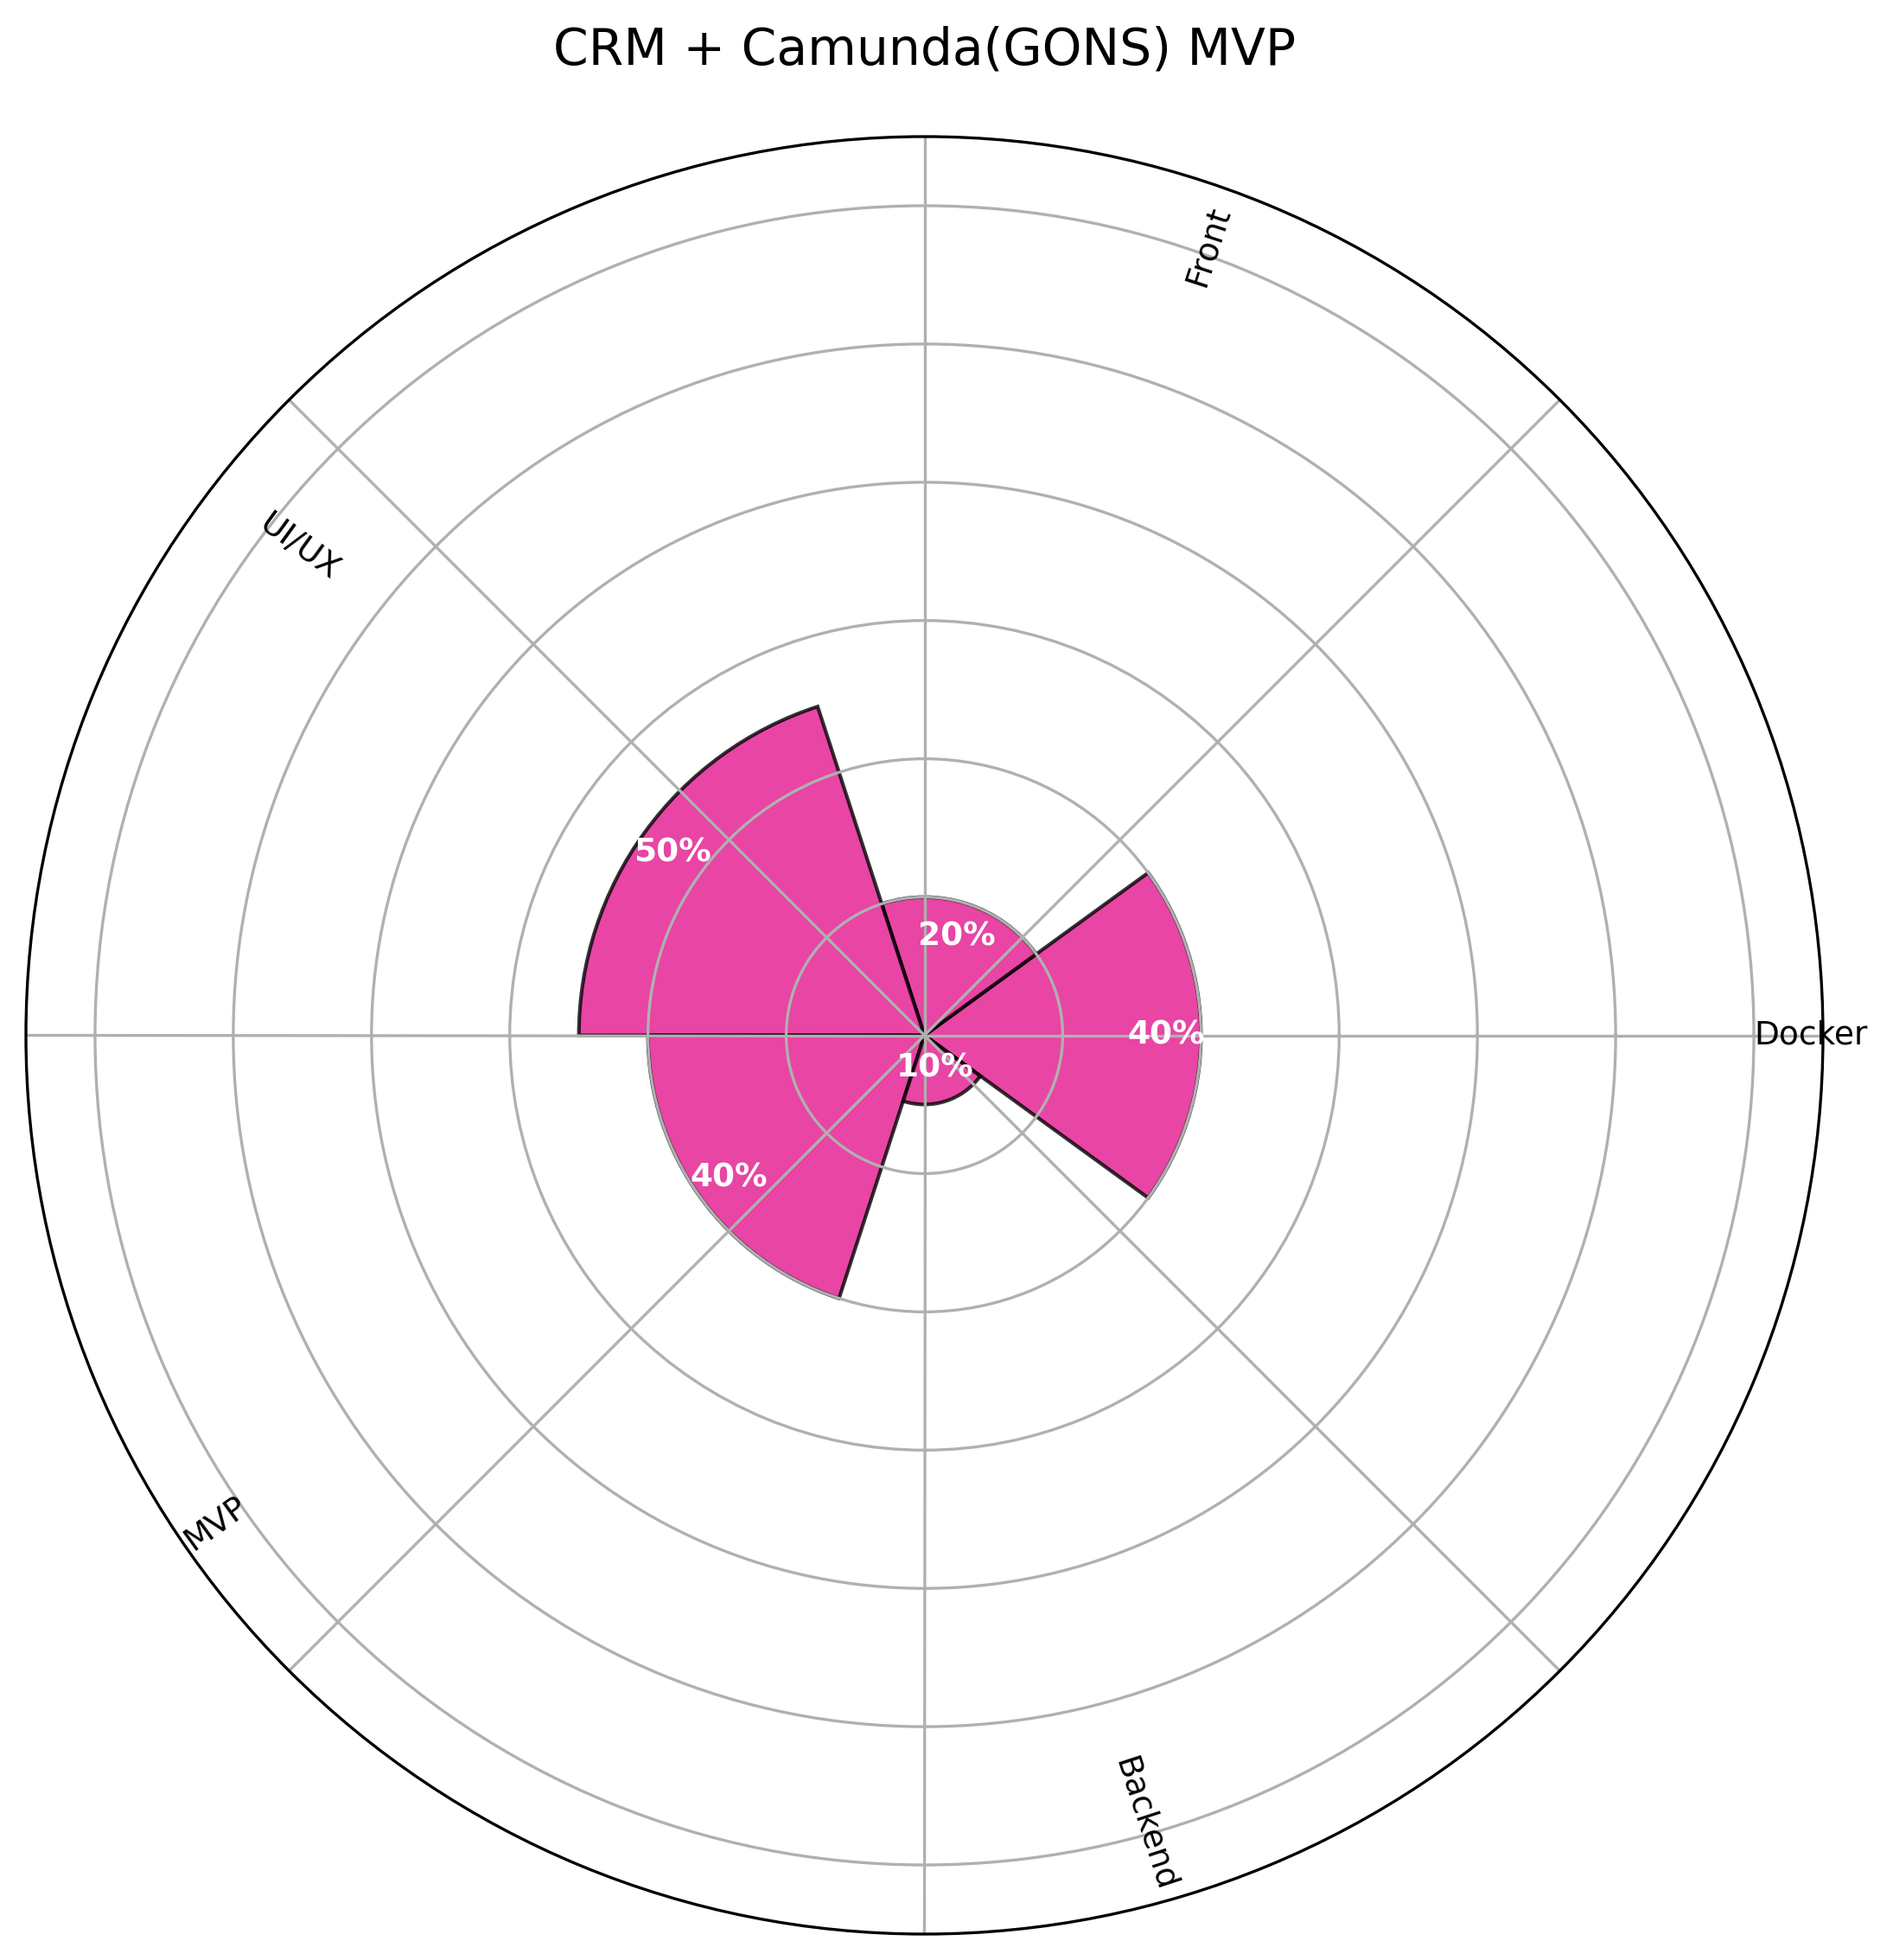 CRM + Camunda(GONS) MVP
Front
UI/UX
50%
20%
40%
Docker
10%
40%
MVP
Backend